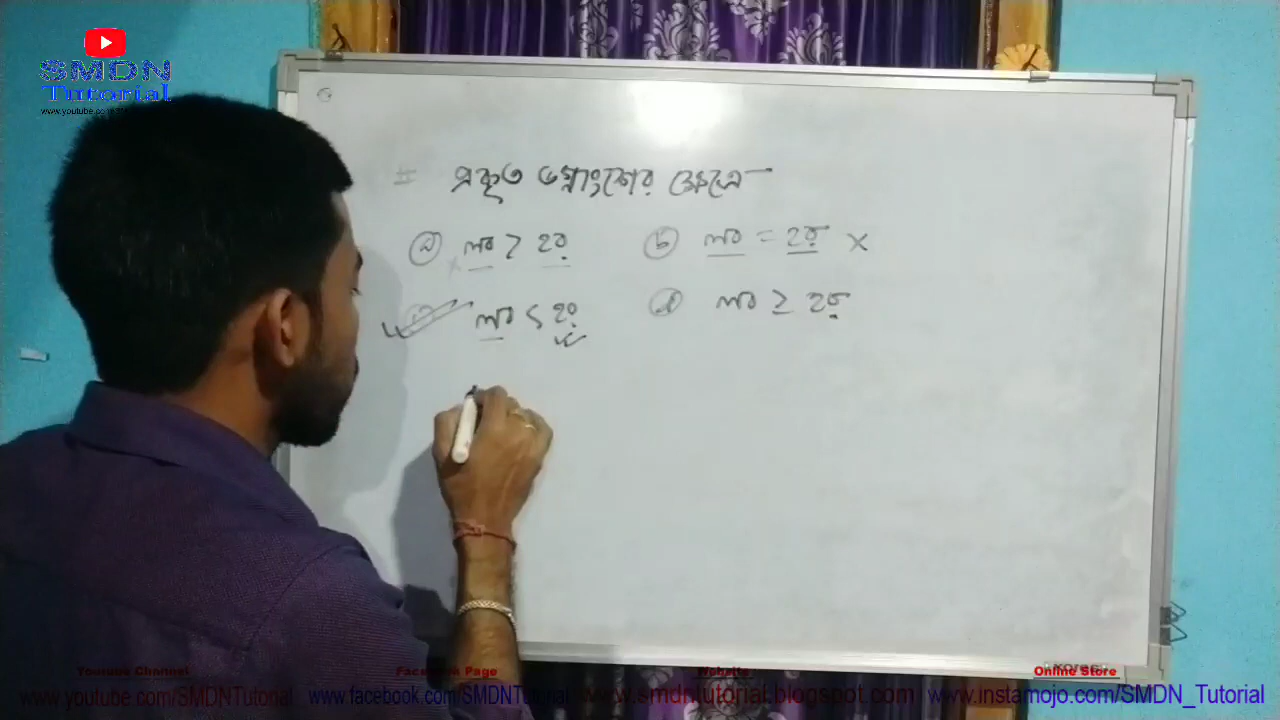 SMDN
Tutorial
# প্রকৃত ভগ্নাংশের ক্ষেত্রে—
লব > হর
লব = হর ×
লব < হর
লব ≥ হর
Youtube Channel
Facebook Page
Website
Online Store
www.youtube.com/SMDNTutorial
www.facebook.com/SMDNTutorial
www.smdntutorial.blogspot.com
www.instamojo.com/SMDN_Tutorial